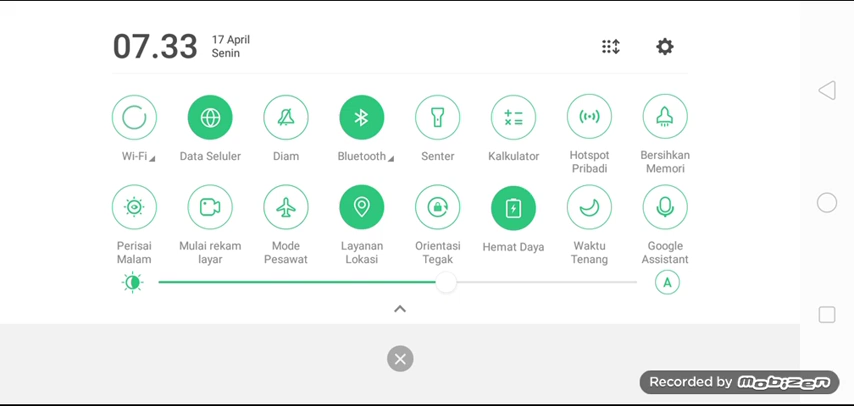 07.33
17 April
Senin
Wi-Fi
Data Seluler
Diam
Bluetooth
Senter
Kalkulator
Hotspot
Pribadi
Bersihkan
Memori
Perisai
Malam
Mulai rekam
layar
Mode
Pesawat
Layanan
Lokasi
Orientasi
Tegak
Hemat Daya
Waktu
Tenang
Google
Assistant
A
Recorded by mobizen